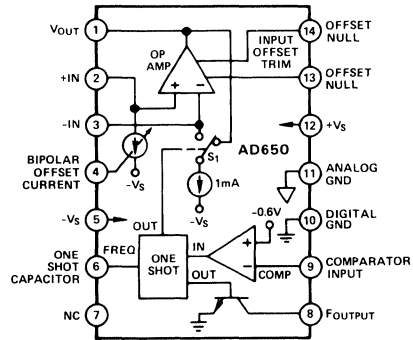 VOUT 1
+IN 2
-IN 3
BIPOLAR
OFFSET
CURRENT
4
-VS 5
ONE
SHOT
CAPACITOR
6
NC 7
OP
AMP
+ -
INPUT
OFFSET
TRIM
S1
AD650
1mA
-VS
-VS
OUT
FREQ
ONE
SHOT
IN
OUT
-0.6V
+
-
COMP
14 OFFSET
NULL
13 OFFSET
NULL
12 +VS
11 ANALOG
GND
10 DIGITAL
GND
9 COMPARATOR
INPUT
8 FOUTPUT